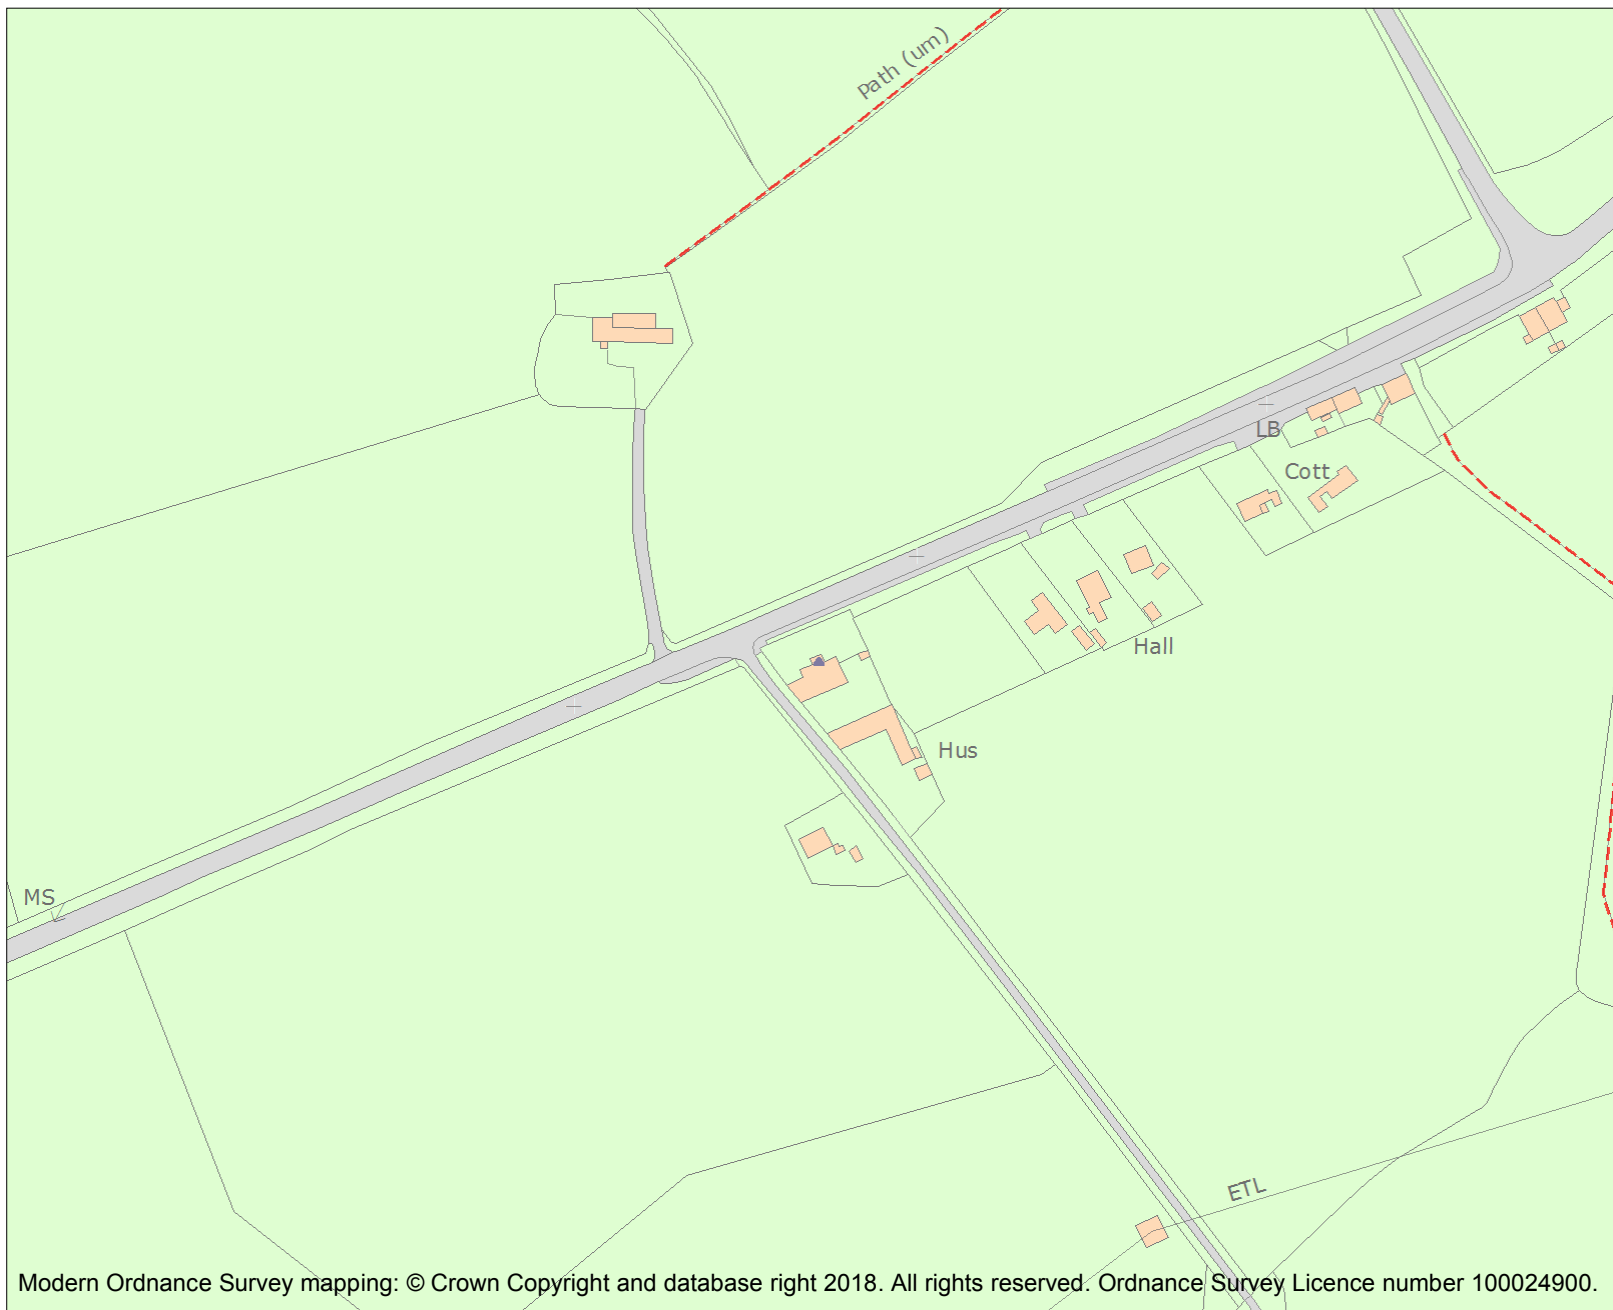 Path (um)
LB
Cott
Hall
Hus
MS
ETL
Modern Ordnance Survey mapping: © Crown Copyright and database right 2018. All rights reserved. Ordnance Survey Licence number 100024900.